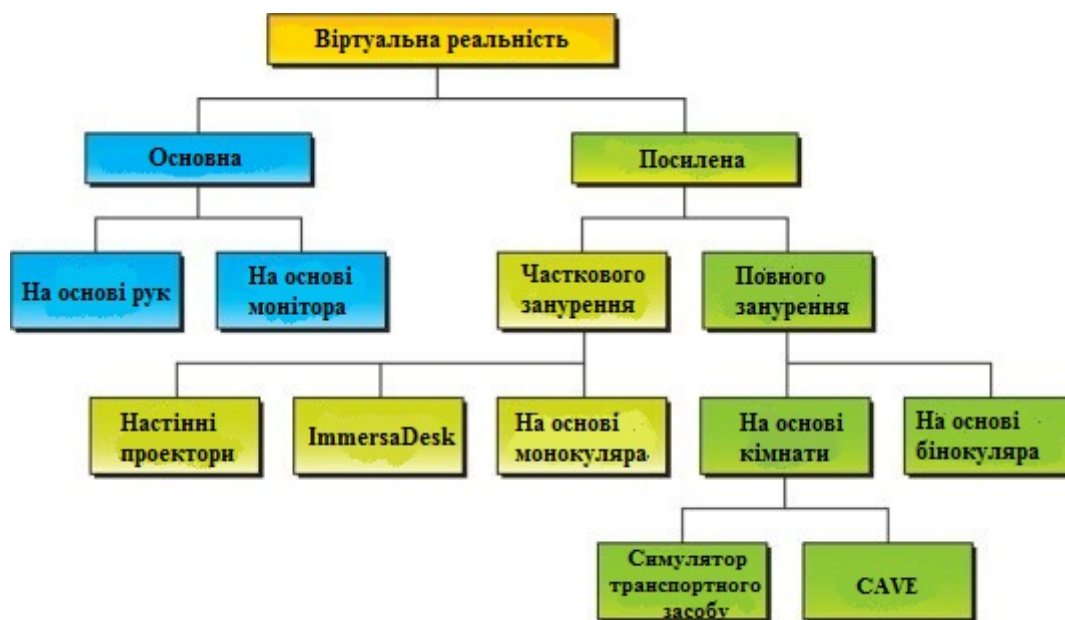 Віртуальна реальність
Основна
Посилена
На основі рук
На основі
монітора
Часткового
занурення
Повного
занурення
Настінні
проектори
ImmersaDesk
На основі
монокуляра
На основі
кімнати
На основі
бінокуляра
Симулятор
транспортного
засобу
CAVE